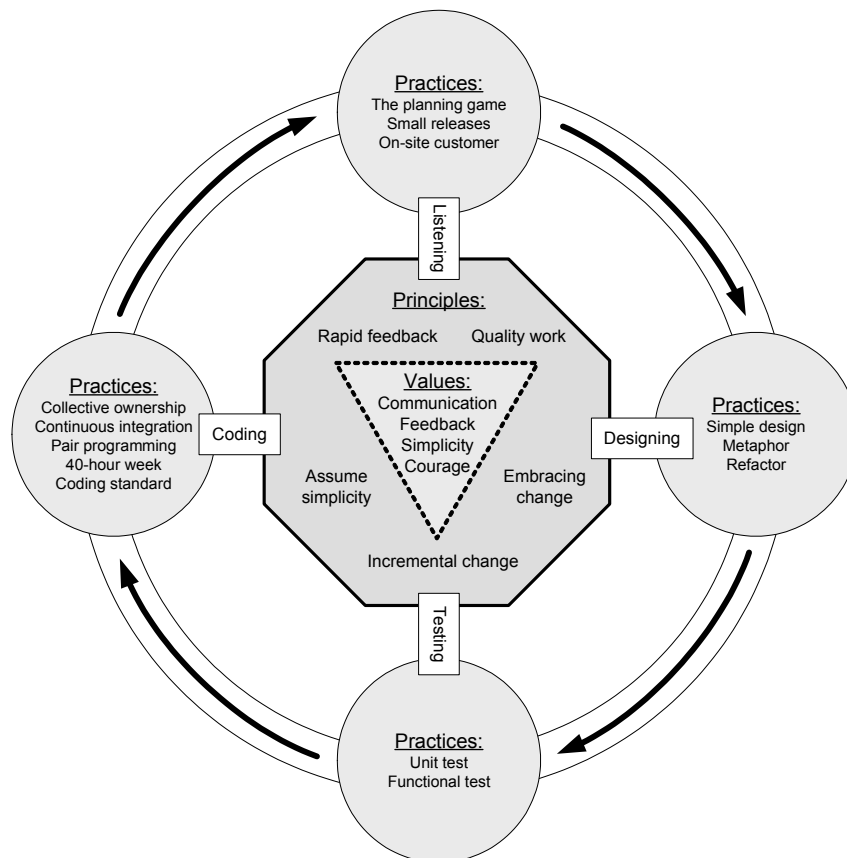 Practices:
The planning game
Small releases
On-site customer
Listening
Principles:
Rapid feedback
Quality work
Values:
Communication
Feedback
Simplicity
Courage
Assume
simplicity
Embracing
change
Incremental change
Practices:
Collective ownership
Continuous integration
Pair programming
40-hour week
Coding standard
Coding
Designing
Practices:
Simple design
Metaphor
Refactor
Testing
Practices:
Unit test
Functional test